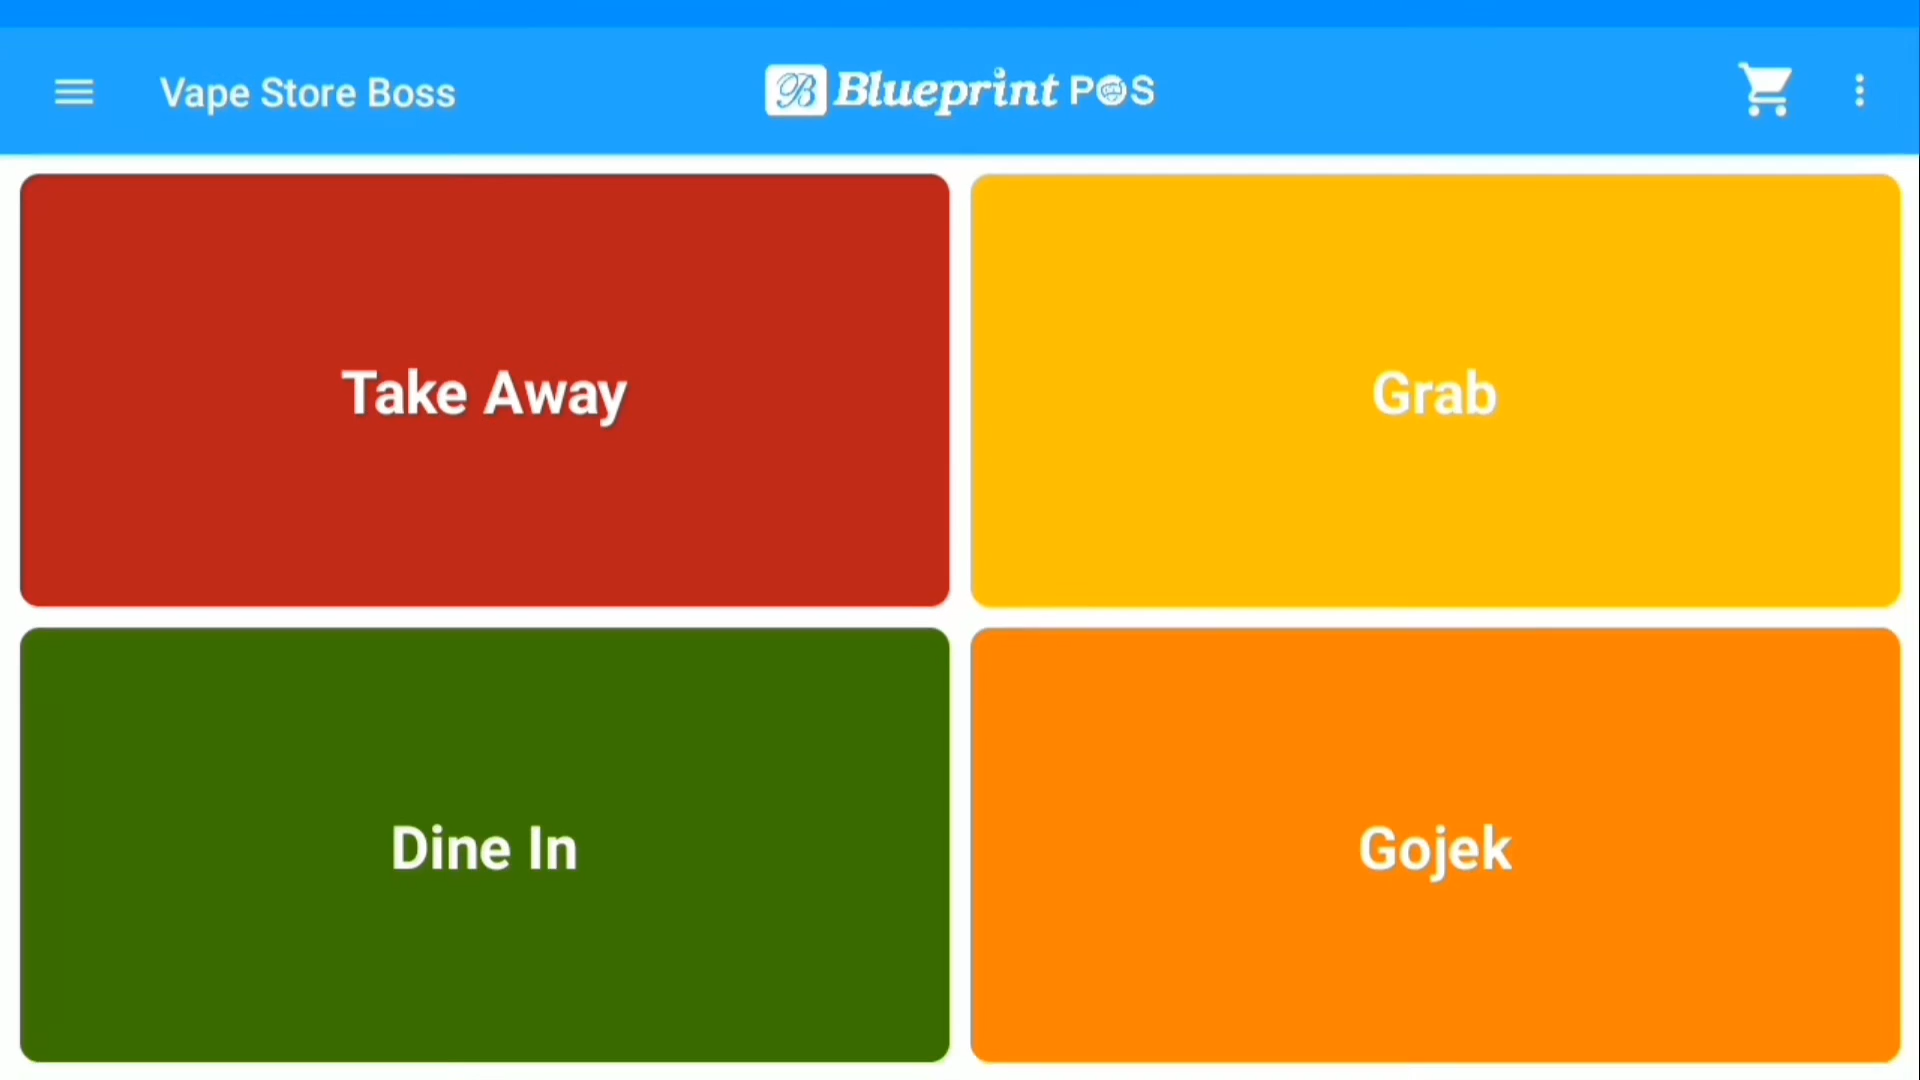 Vape Store Boss
B Blueprint POS
Take Away
Grab
Dine In
Gojek